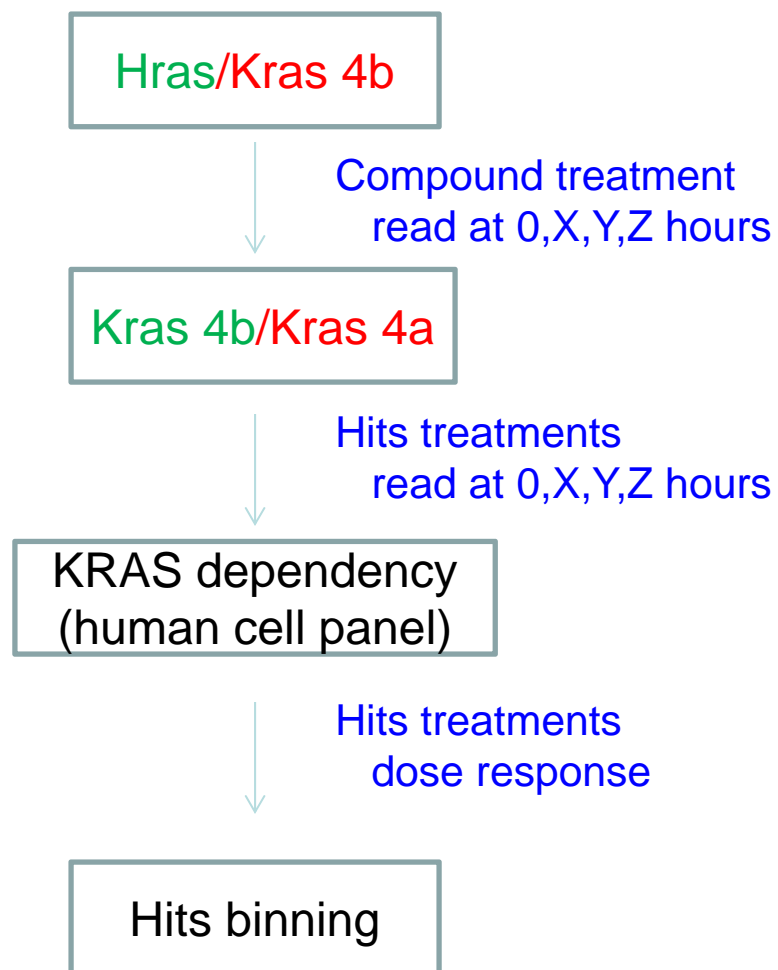 Hras/Kras 4b
Compound treatment
read at 0,X,Y,Z hours
Kras 4b/Kras 4a
Hits treatments
read at 0,X,Y,Z hours
KRAS dependency
(human cell panel)
Hits treatments
dose response
Hits binning